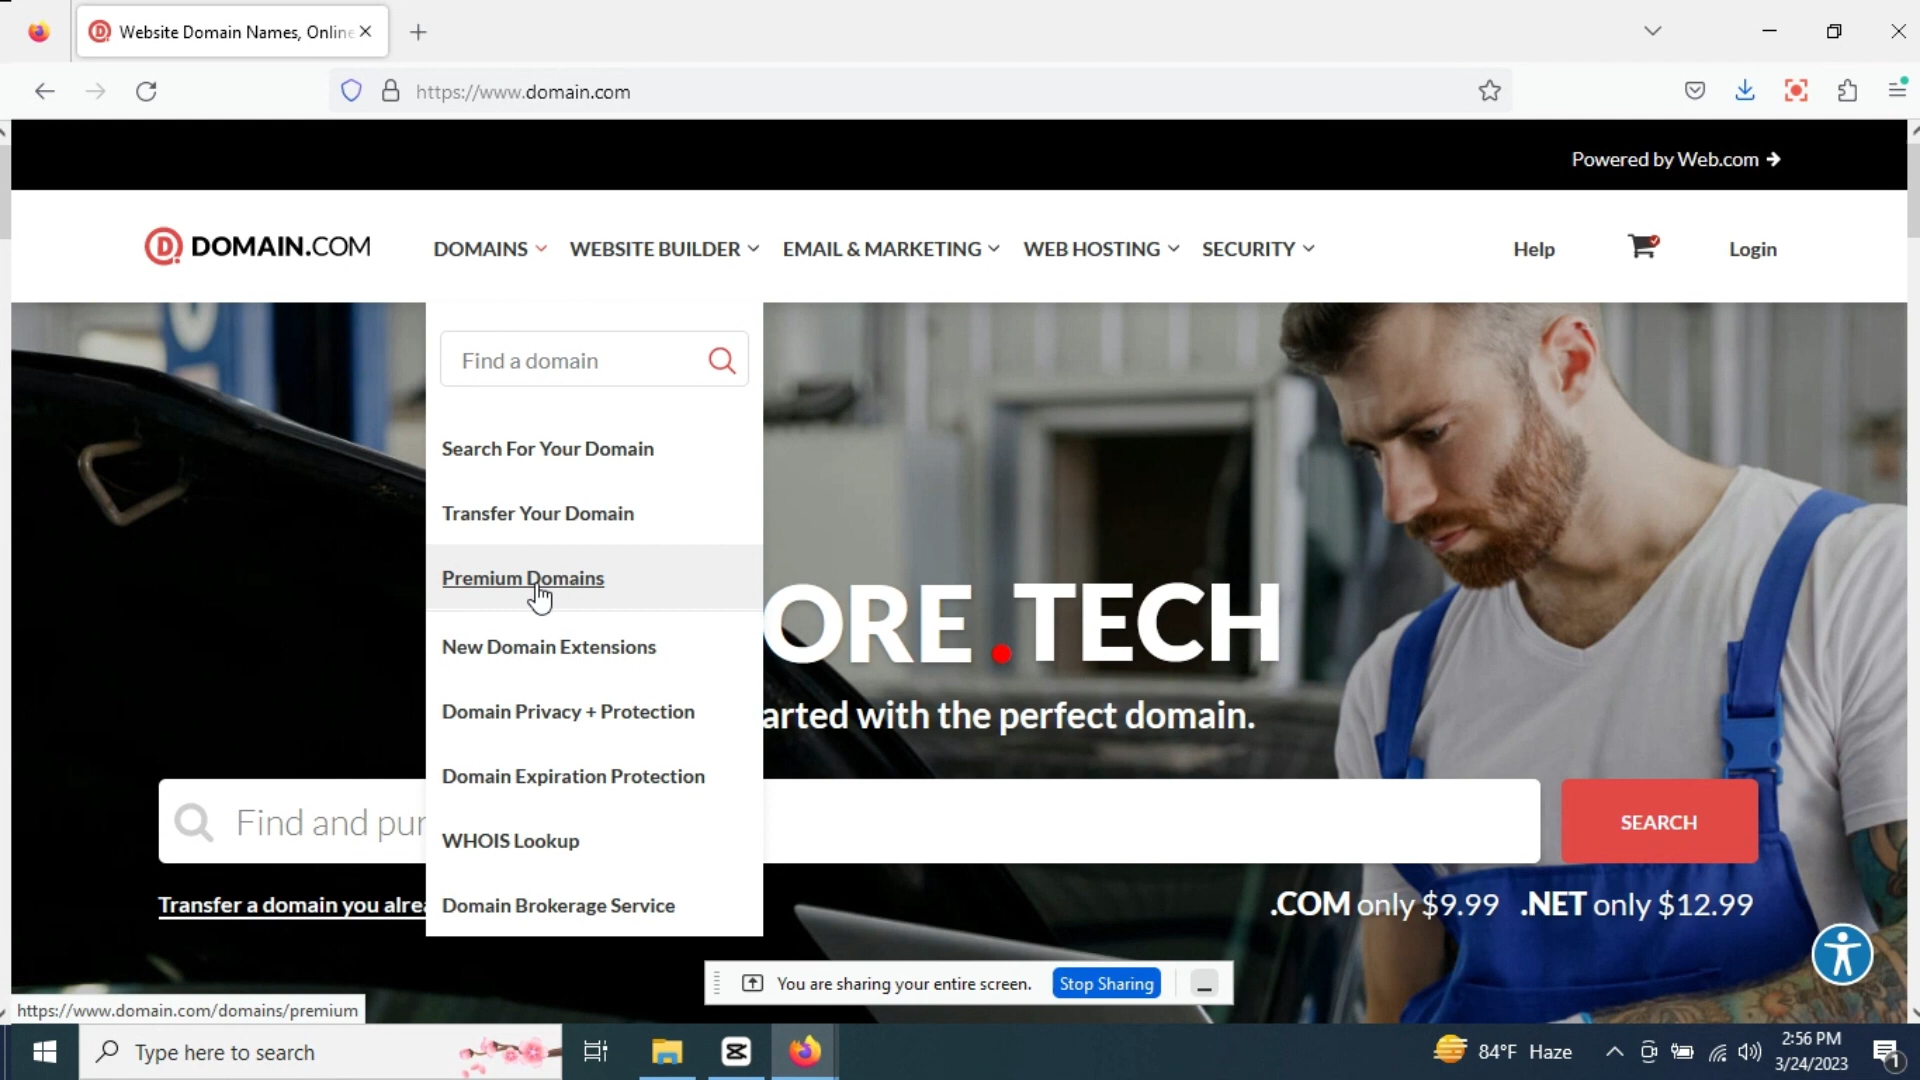 Website Domain Names, Online
https://www.domain.com
Powered by Web.com
DOMAIN.COM
DOMAINS
WEBSITE BUILDER
EMAIL & MARKETING
WEB HOSTING
SECURITY
Help
Login
Find a domain
Search For Your Domain
Transfer Your Domain
Premium Domains
New Domain Extensions
Domain Privacy + Protection
Domain Expiration Protection
WHOIS Lookup
Domain Brokerage Service
ORE .TECH
arted with the perfect domain.
Find and pur
SEARCH
Transfer a domain you alrea
.COM only $9.99 .NET only $12.99
You are sharing your entire screen.
Stop Sharing
https://www.domain.com/domains/premium
Type here to search
84°F Haze
2:56 PM
3/24/2023
1